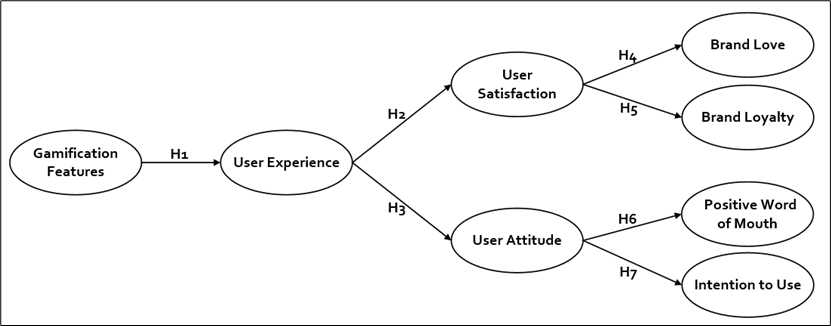 Gamification
Features
H1
User Experience
H2
H3
User
Satisfaction
User Attitude
H4
H5
H6
H7
Brand Love
Brand Loyalty
Positive Word
of Mouth
Intention to Use